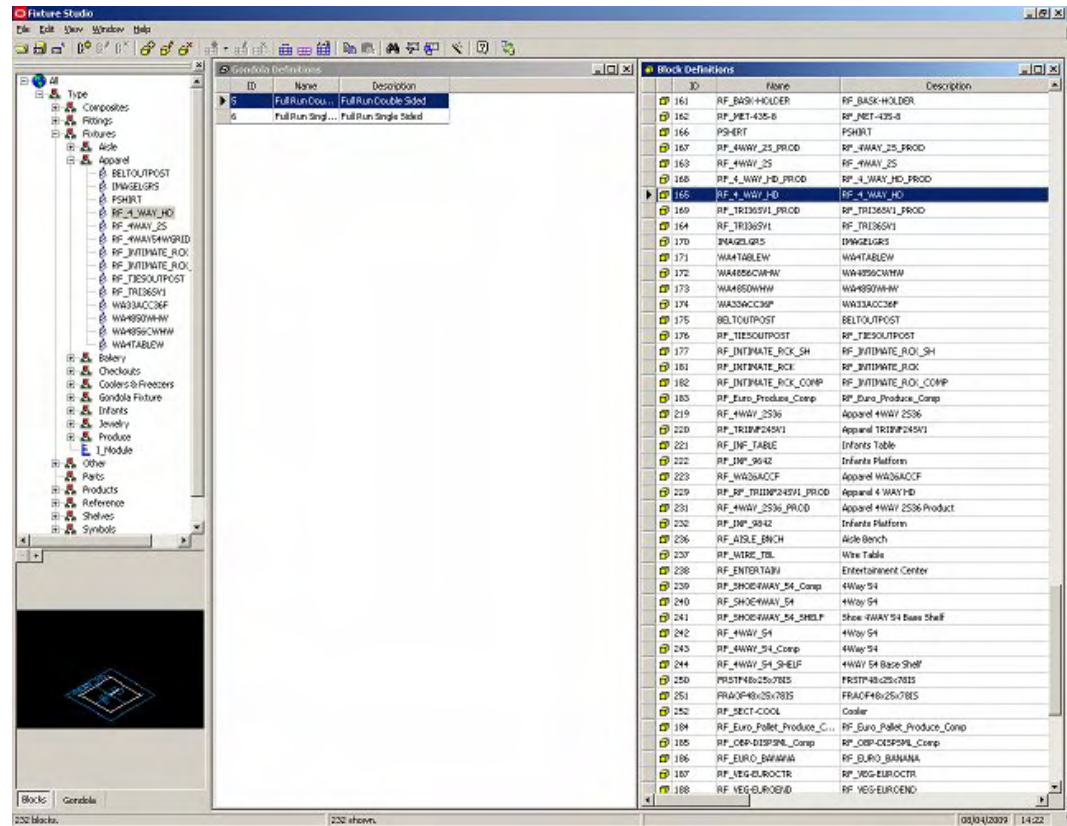 Fixture Studio
File Edit View Window Help
All
Type
Composites
Fittings
Fixtures
Aisle
Apparel
BELTOUTPOST
IMAGELGRS
PSHIRT
RF_4_WAY_HD
RF_4WAY_2S
RF_4WAY54WGRID
RF_INTIMATE_RCK
RF_INTIMATE_RCK_
RF_TIESOUTPOST
RF_TRI36SV1
WA33ACC36F
WA4850WHW
WA4856CWHW
WA4TABLEW
Bakery
Checkouts
Coolers & Freezers
Gondola Fixture
Infants
Jewelry
Produce
I_Module
Other
Parts
Products
Reference
Shelves
Symbols
Blocks Gondola
Gondola Definitions
ID Name Description
5 Full Run Dou... Full Run Double Sided
6 Full Run Singl... Full Run Single Sided
Block Definitions
ID Name Description
161 RF_BASK-HOLDER RF_BASK-HOLDER
162 RF_MET-435-8 RF_MET-435-8
166 PSHIRT PSHIRT
167 RF_4WAY_2S_PROD RF_4WAY_2S_PROD
163 RF_4WAY_2S RF_4WAY_2S
168 RF_4_WAY_HD_PROD RF_4_WAY_HD_PROD
165 RF_4_WAY_HD RF_4_WAY_HD
169 RF_TRI36SV1_PROD RF_TRI36SV1_PROD
164 RF_TRI36SV1 RF_TRI36SV1
170 IMAGELGRS IMAGELGRS
171 WA4TABLEW WA4TABLEW
172 WA4856CWHW WA4856CWHW
173 WA4850WHW WA4850WHW
174 WA33ACC36F WA33ACC36F
175 BELTOUTPOST BELTOUTPOST
176 RF_TIESOUTPOST RF_TIESOUTPOST
177 RF_INTIMATE_RCK_SH RF_INTIMATE_RCK_SH
181 RF_INTIMATE_RCK RF_INTIMATE_RCK
182 RF_INTIMATE_RCK_COMP RF_INTIMATE_RCK_COMP
183 RF_Euro_Produce_Comp RF_Euro_Produce_Comp
219 RF_4WAY_2S36 Apparel 4WAY 2S36
220 RF_TRIINF24SV1 Apparel TRIINF24SV1
221 RF_INF_TABLE Infants Table
222 RF_INF_9642 Infants Platform
223 RF_WA26ACCF Apparel WA26ACCF
229 RF_RF_TRIINF24SV1_PROD Apparel 4 WAY HD
231 RF_4WAY_2S36_PROD Apparel 4WAY 2S36 Product
232 RF_INF_9842 Infants Platform
236 RF_AISLE_BNCH Aisle Bench
237 RF_WIRE_TBL Wire Table
238 RF_ENTERTAIN Entertainment Center
239 RF_SHOE4WAY_54_Comp 4Way 54
240 RF_SHOE4WAY_54 4Way 54
241 RF_SHOE4WAY_54_SHELF Shoe 4WAY 54 Base Shelf
242 RF_4WAY_54 4Way 54
243 RF_4WAY_54_Comp 4Way 54
244 RF_4WAY_54_SHELF 4WAY 54 Base Shelf
250 FRSTF48x25x78IS FRSTF48x25x78IS
251 FRAOF48x25x78IS FRAOF48x25x78IS
252 RF_SECT-COOL Cooler
184 RF_Euro_Pallet_Produce_C... RF_Euro_Pallet_Produce_Comp
185 RF_OBP-DISPSML_Comp RF_OBP-DISPSML_Comp
186 RF_EURO_BANANA RF_EURO_BANANA
187 RF_VEG-EUROCTR RF_VEG-EUROCTR
188 RF_VEG-EUROEND RF_VEG-EUROEND
232 blocks. 232 shown. 08/04/2009 14:22